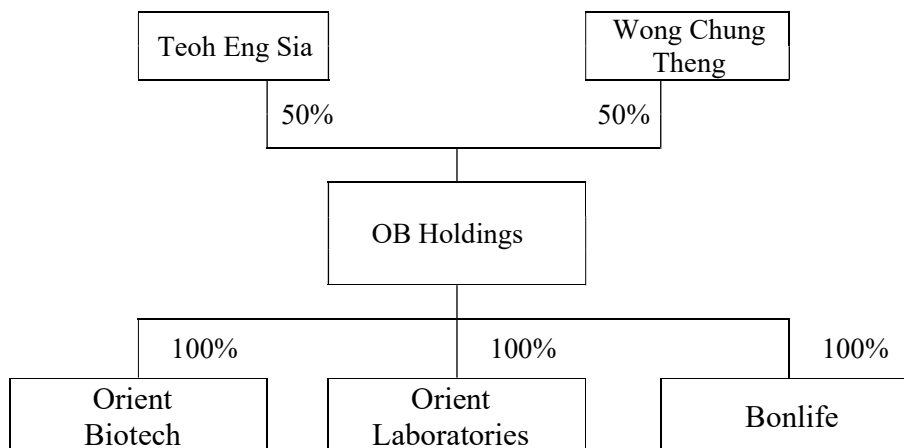 Teoh Eng Sia
Wong Chung
Theng
50%
50%
OB Holdings
100%
100%
100%
Orient
Biotech
Orient
Laboratories
Bonlife